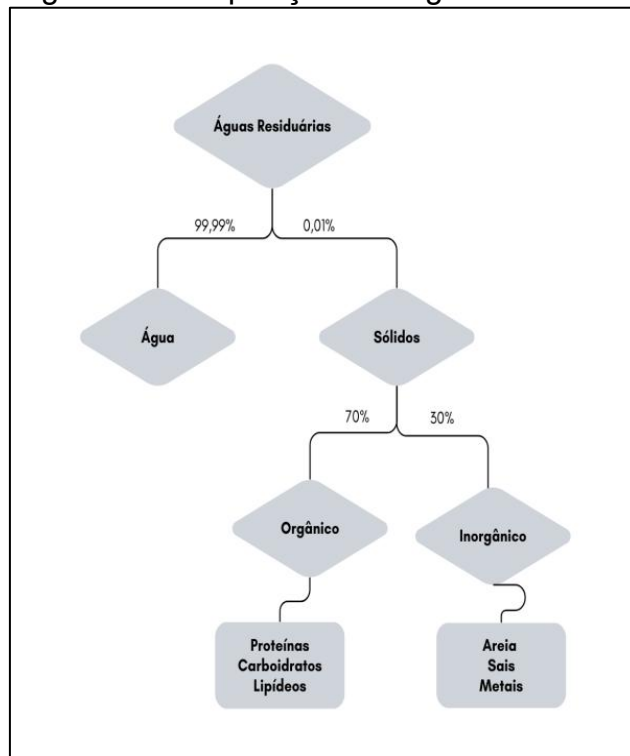 Águas Residuárias
99,99%
0,01%
Água
Sólidos
70%
30%
Orgânico
Inorgânico
Proteínas
Carboidratos
Lipídeos
Areia
Sais
Metais